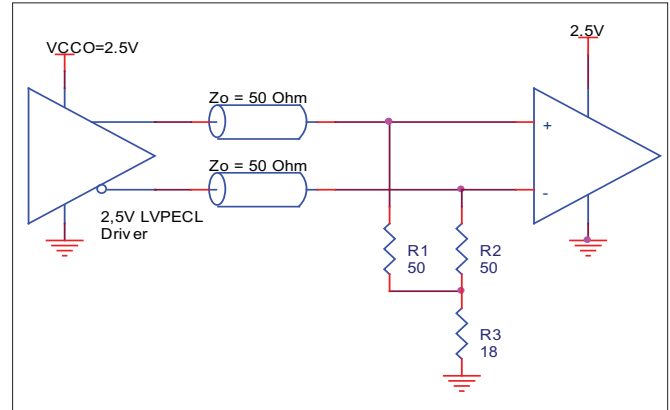 VCCO=2.5V
2.5V
Zo = 50 Ohm
+
Zo = 50 Ohm
-
2,5V LVPECL
Driver
R1
50
R2
50
R3
18